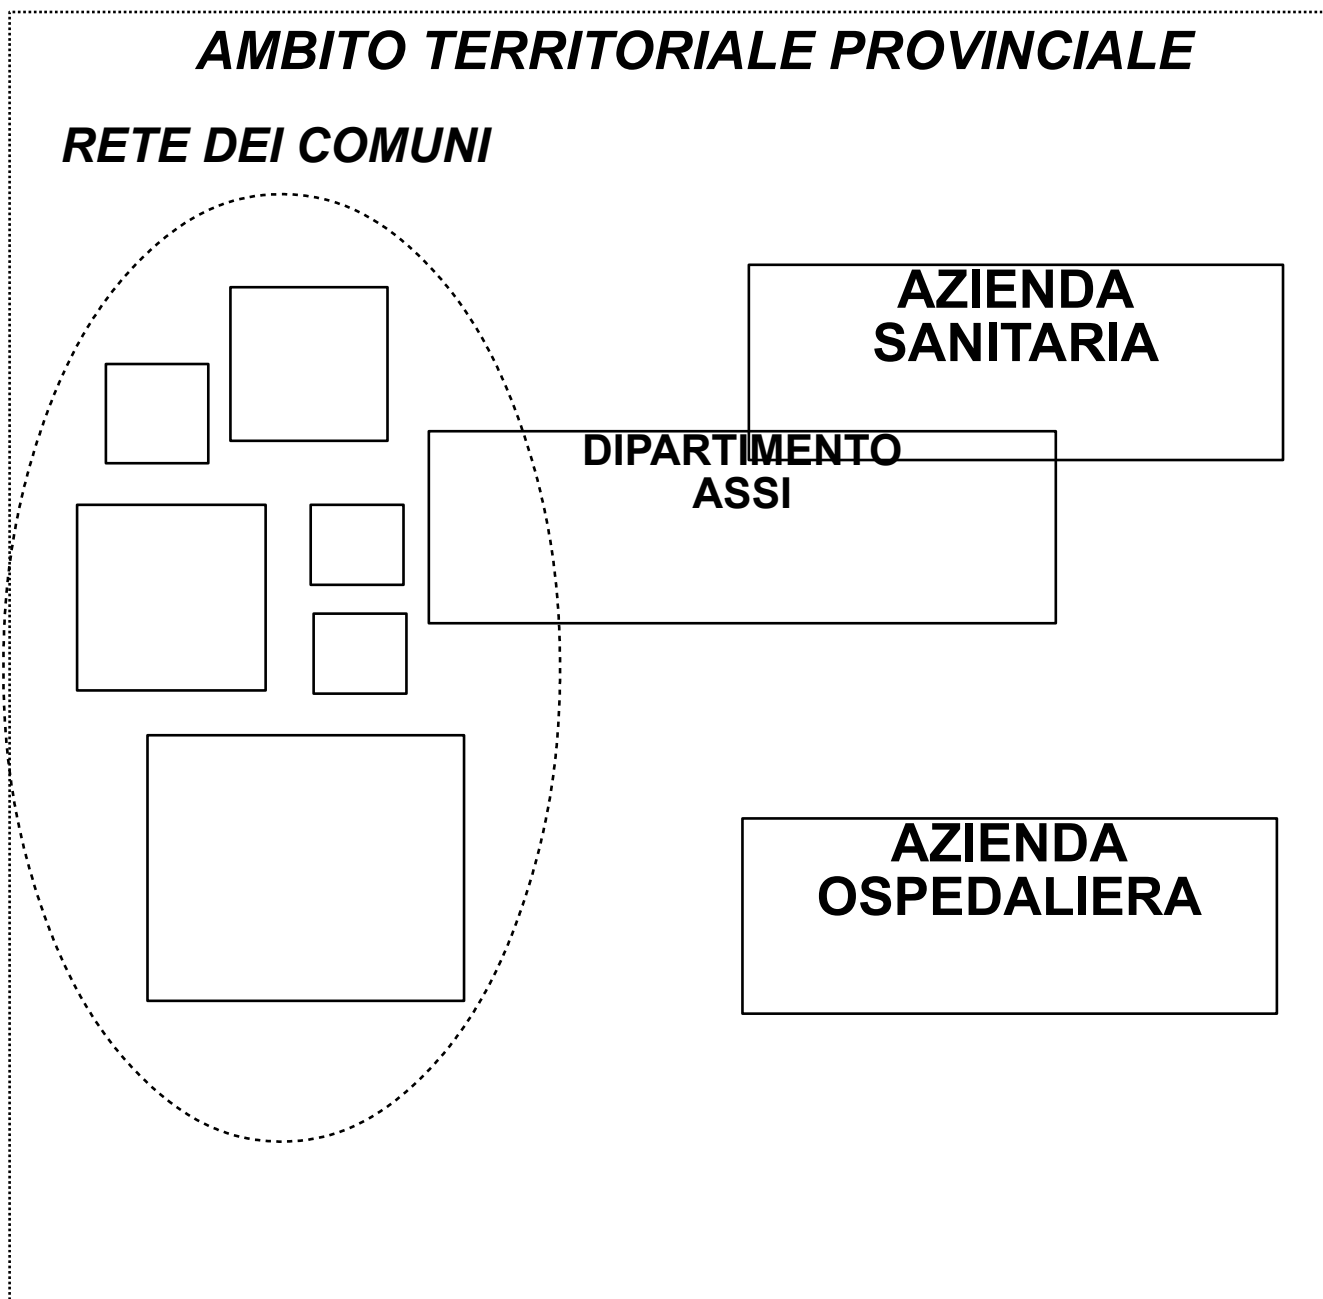 AMBITO TERRITORIALE PROVINCIALE
RETE DEI COMUNI
AZIENDA
SANITARIA
DIPARTIMENTO
ASSI
AZIENDA
OSPEDALIERA